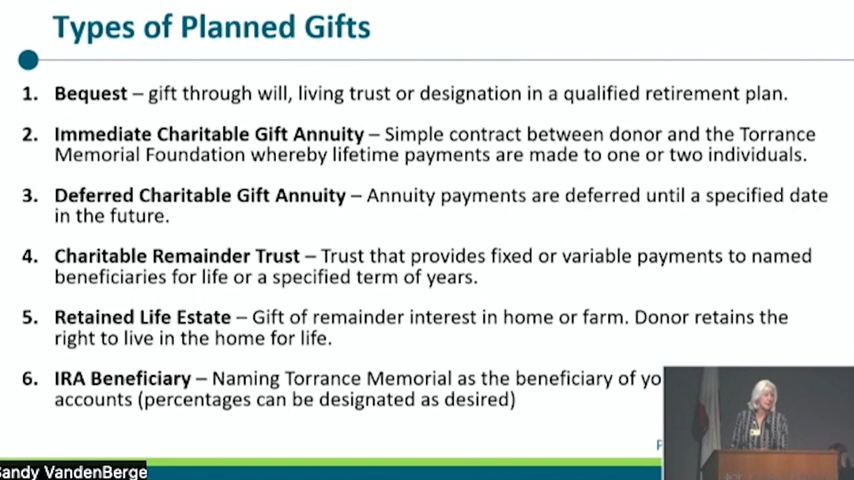 Types of Planned Gifts
1. Bequest – gift through will, living trust or designation in a qualified retirement plan.
2. Immediate Charitable Gift Annuity – Simple contract between donor and the Torrance
Memorial Foundation whereby lifetime payments are made to one or two individuals.
3. Deferred Charitable Gift Annuity – Annuity payments are deferred until a specified date
in the future.
4. Charitable Remainder Trust – Trust that provides fixed or variable payments to named
beneficiaries for life or a specified term of years.
5. Retained Life Estate – Gift of remainder interest in home or farm. Donor retains the
right to live in the home for life.
6. IRA Beneficiary – Naming Torrance Memorial as the beneficiary of yo
accounts (percentages can be designated as desired)
Sandy VandenBerge